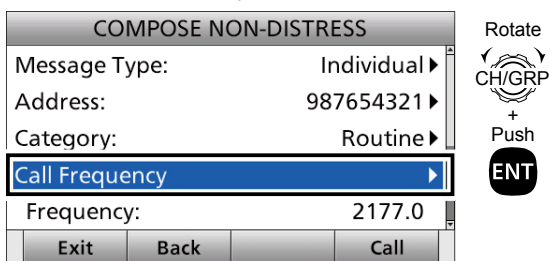 COMPOSE NON-DISTRESS
Message Type: Individual
Address: 987654321
Category: Routine
Call Frequency
Frequency: 2177.0
Exit Back Call
Rotate
CH/GRP
+
Push
ENT